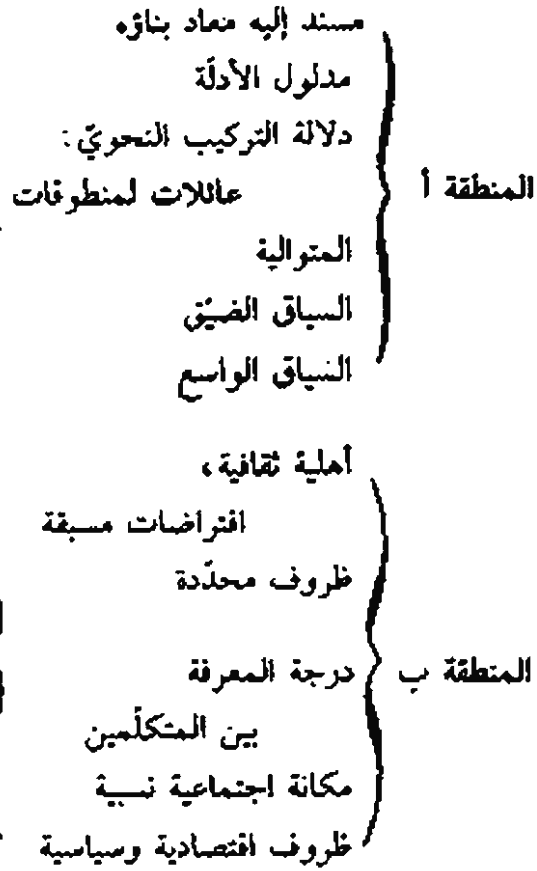 مسند إليه معاد بناؤه
مدلول الأدلّة
دلالة التركيب النحويّ :
المنطقة أ
عائلات لمنطوقات
المتوالية
السياق الضيّق
السياق الواسع
أهلية ثقافية،
افتراضات مسبقة
ظروف محدّدة
المنطقة ب
درجة المعرفة
بين المتكلّمين
مكانة اجتماعية نسبية
ظروف اقتصادية وسياسية